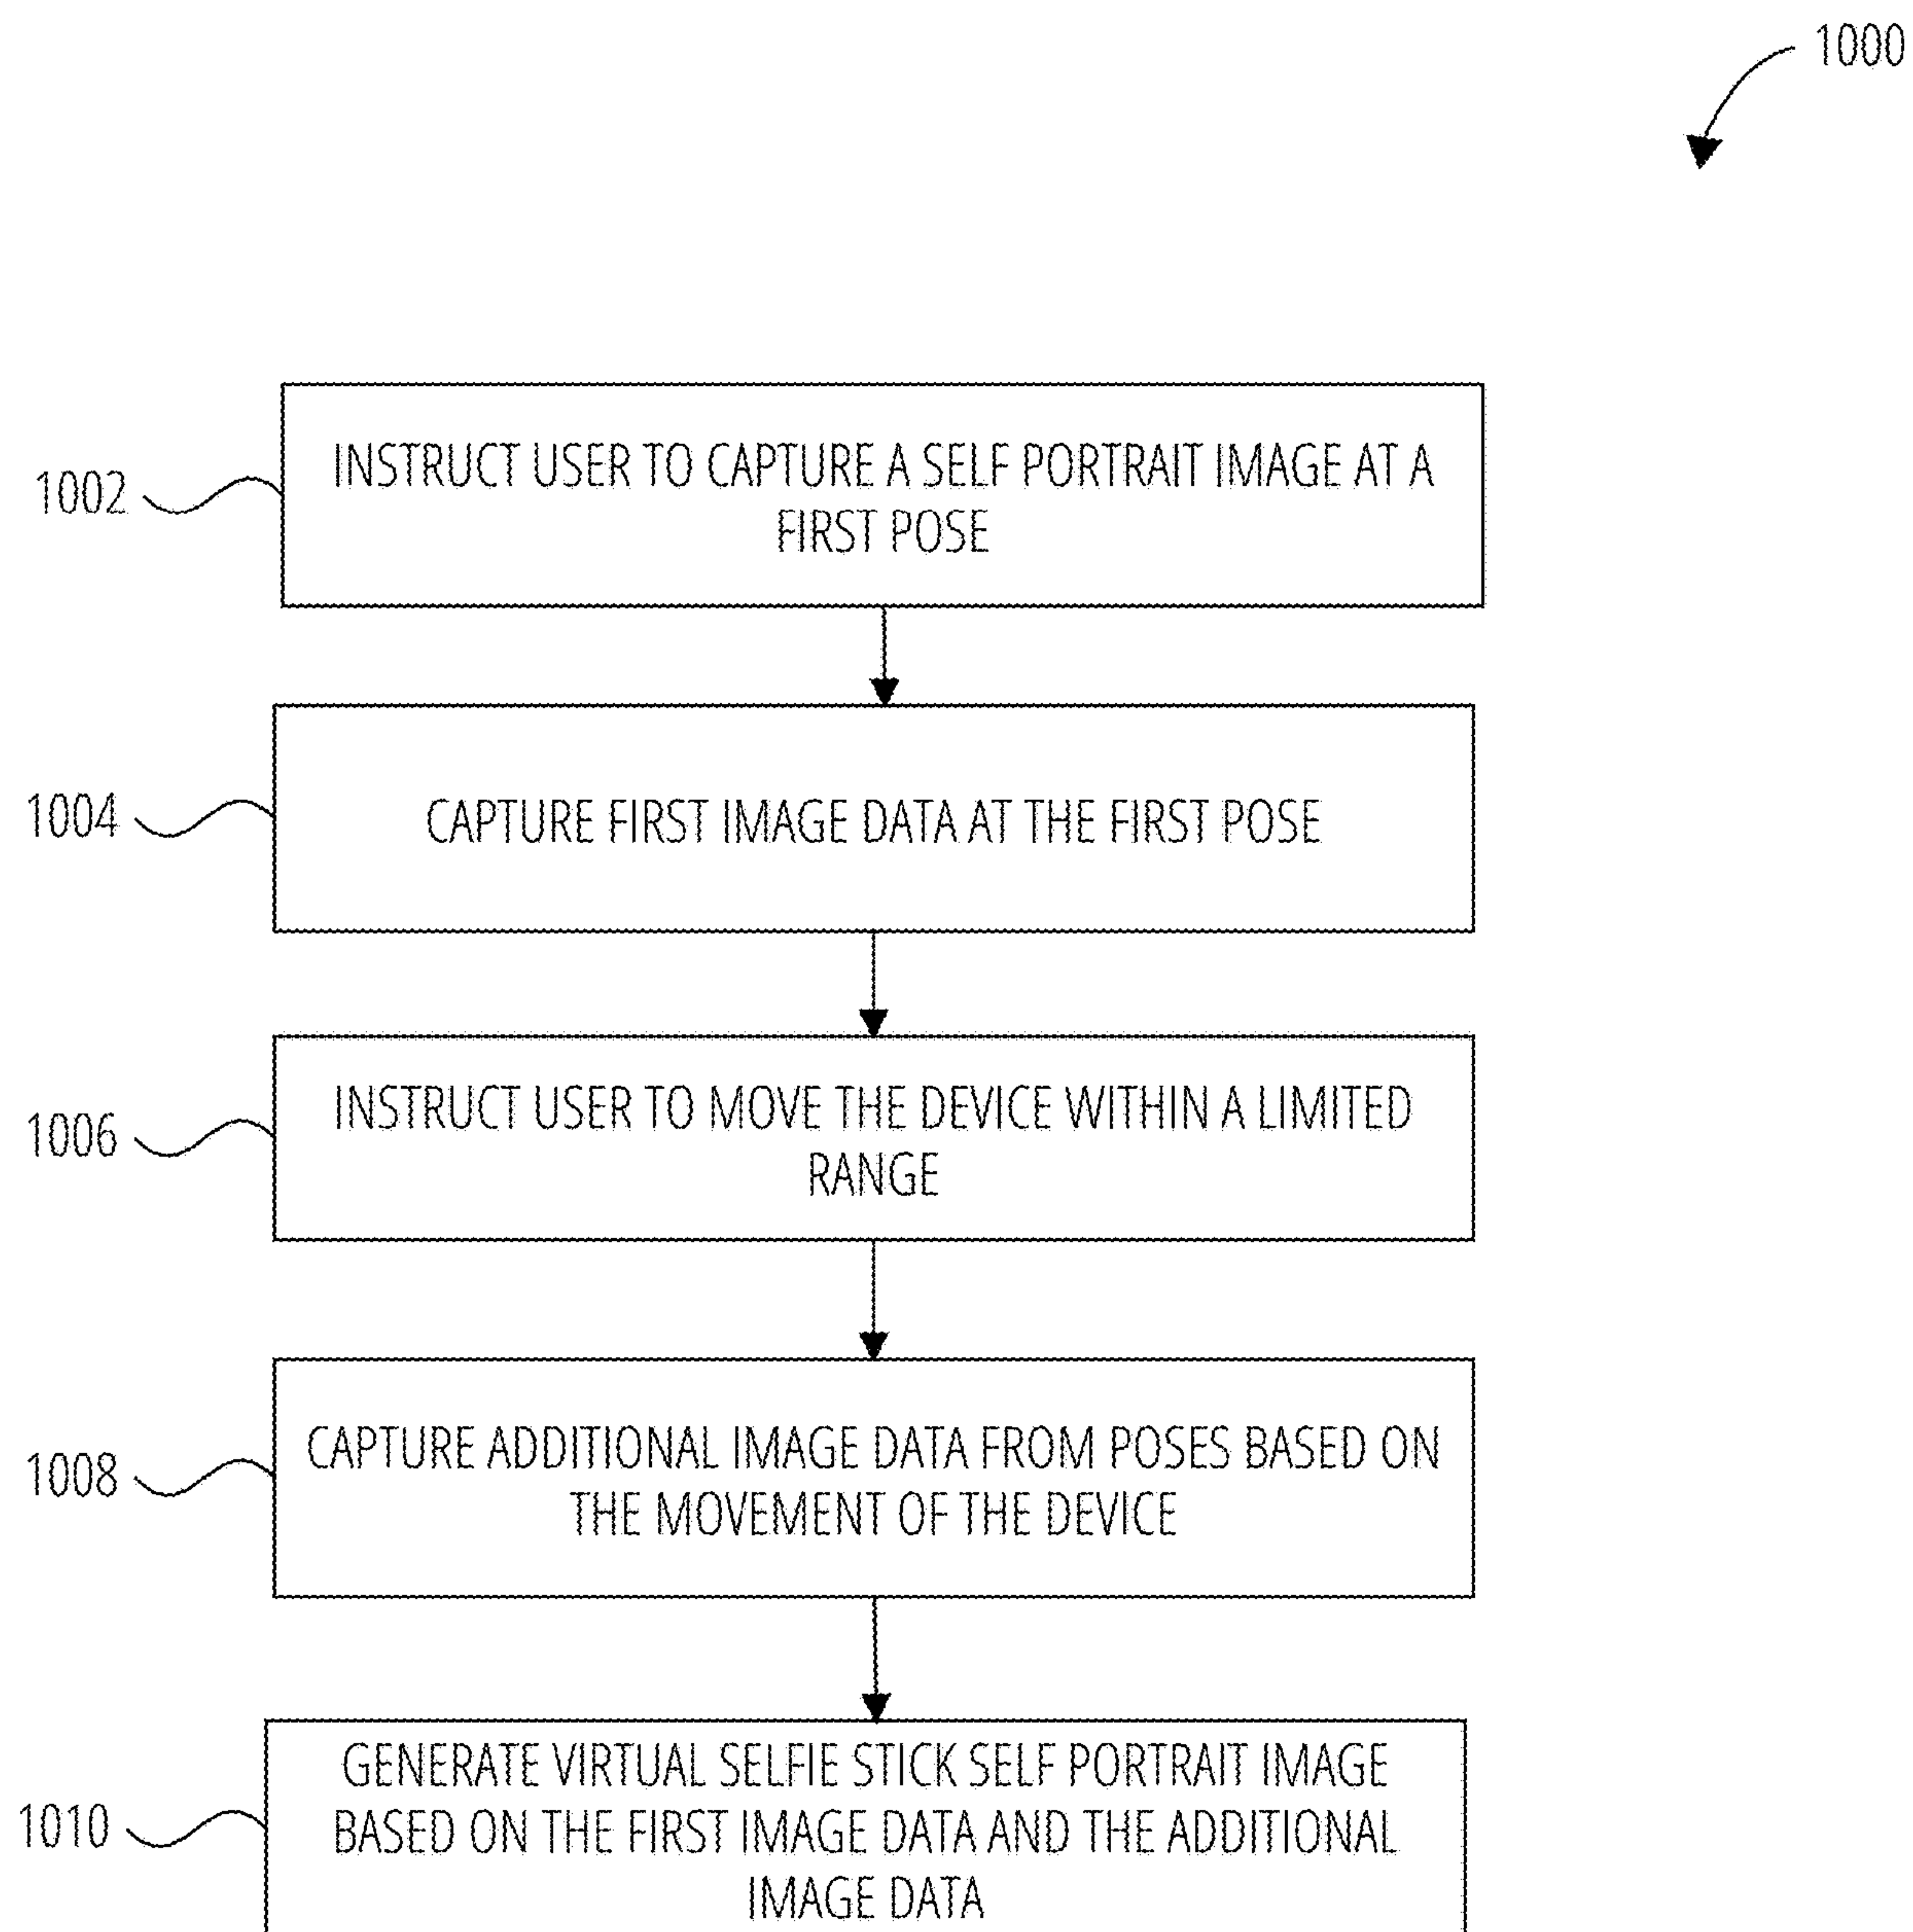 1000
1002
INSTRUCT USER TO CAPTURE A SELF PORTRAIT IMAGE AT A
FIRST POSE
1004
CAPTURE FIRST IMAGE DATA AT THE FIRST POSE
1006
INSTRUCT USER TO MOVE THE DEVICE WITHIN A LIMITED
RANGE
1008
CAPTURE ADDITIONAL IMAGE DATA FROM POSES BASED ON
THE MOVEMENT OF THE DEVICE
1010
GENERATE VIRTUAL SELFIE STICK SELF PORTRAIT IMAGE
BASED ON THE FIRST IMAGE DATA AND THE ADDITIONAL
IMAGE DATA